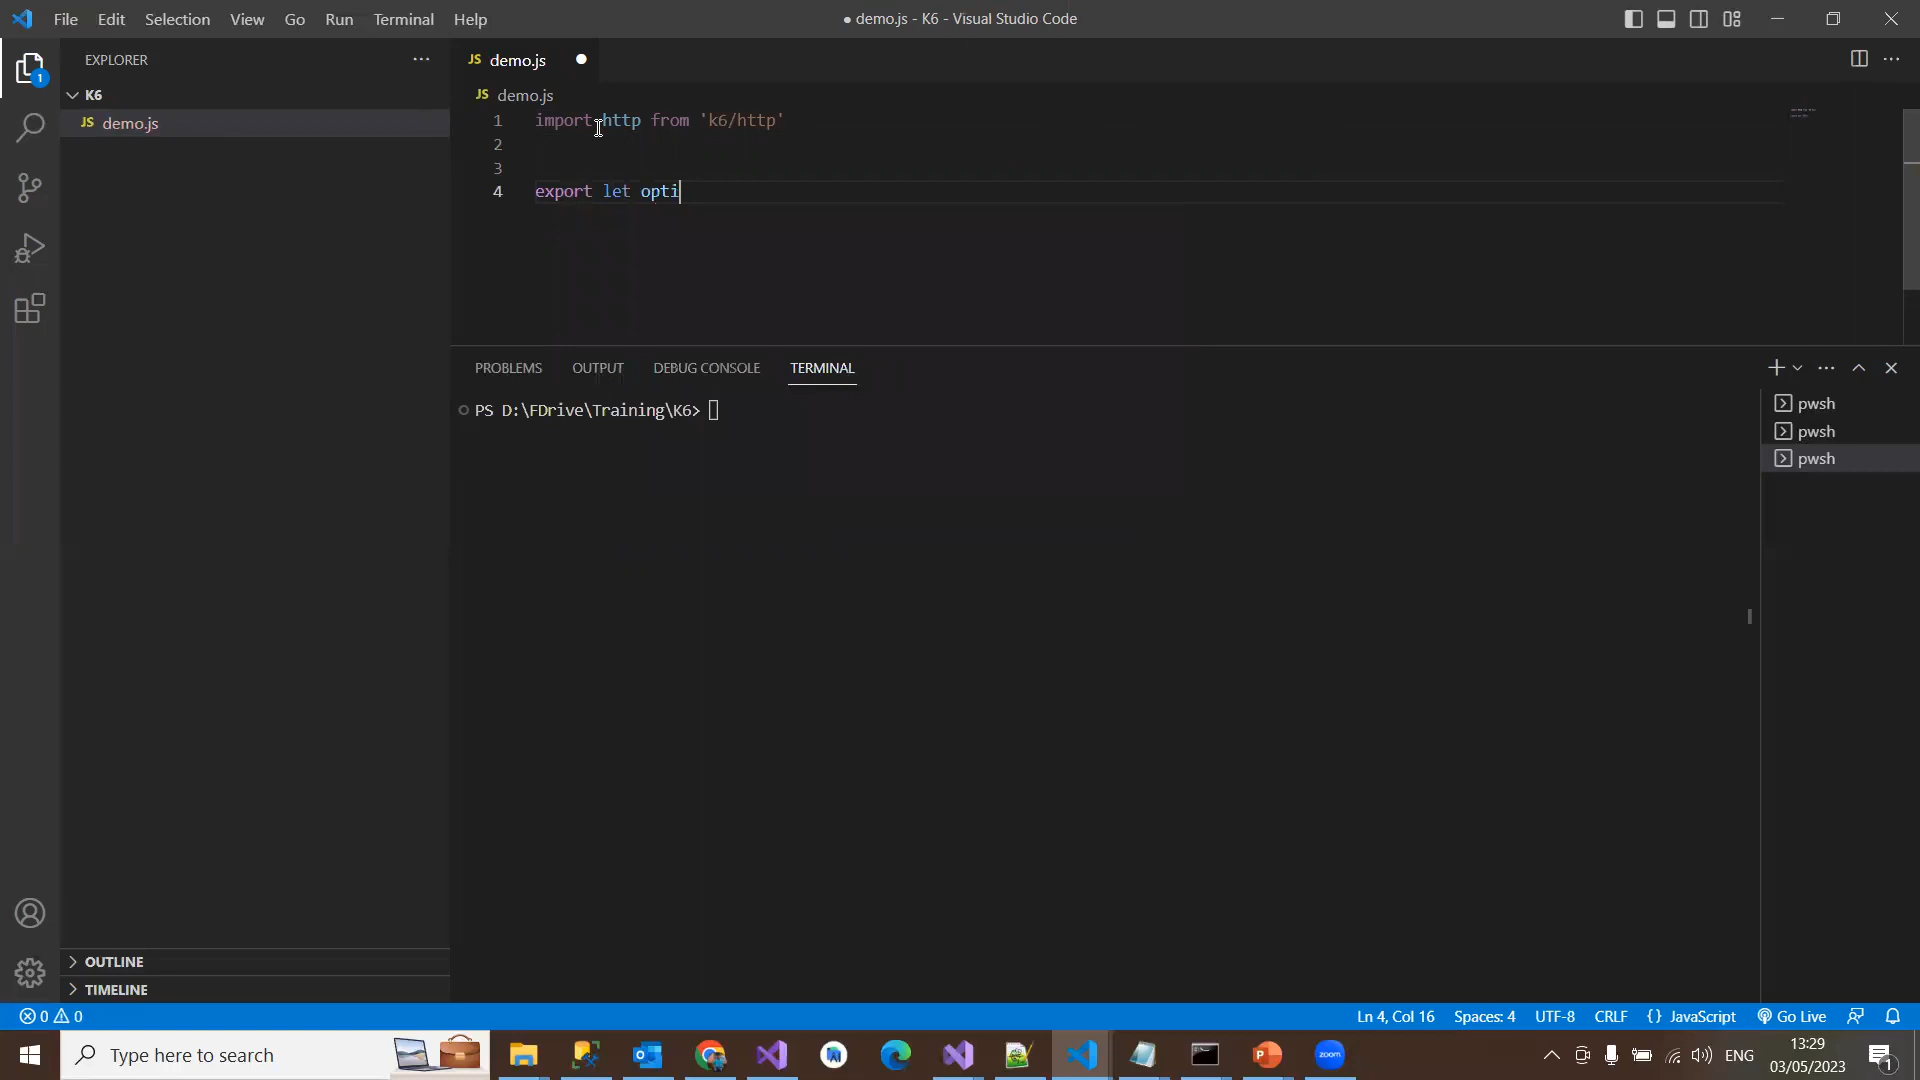 File Edit Selection View Go Run Terminal Help
● demo.js - K6 - Visual Studio Code
EXPLORER
1
K6
JS demo.js
JS demo.js
JS demo.js
1 import http from 'k6/http'
2
3
4 export let opti
PROBLEMS OUTPUT DEBUG CONSOLE TERMINAL
PS D:\FDrive\Training\K6>
pwsh
pwsh
pwsh
OUTLINE
TIMELINE
0 0
Ln 4, Col 16 Spaces: 4 UTF-8 CRLF {} JavaScript Go Live
Type here to search
zoom
ENG
13:29
03/05/2023
1